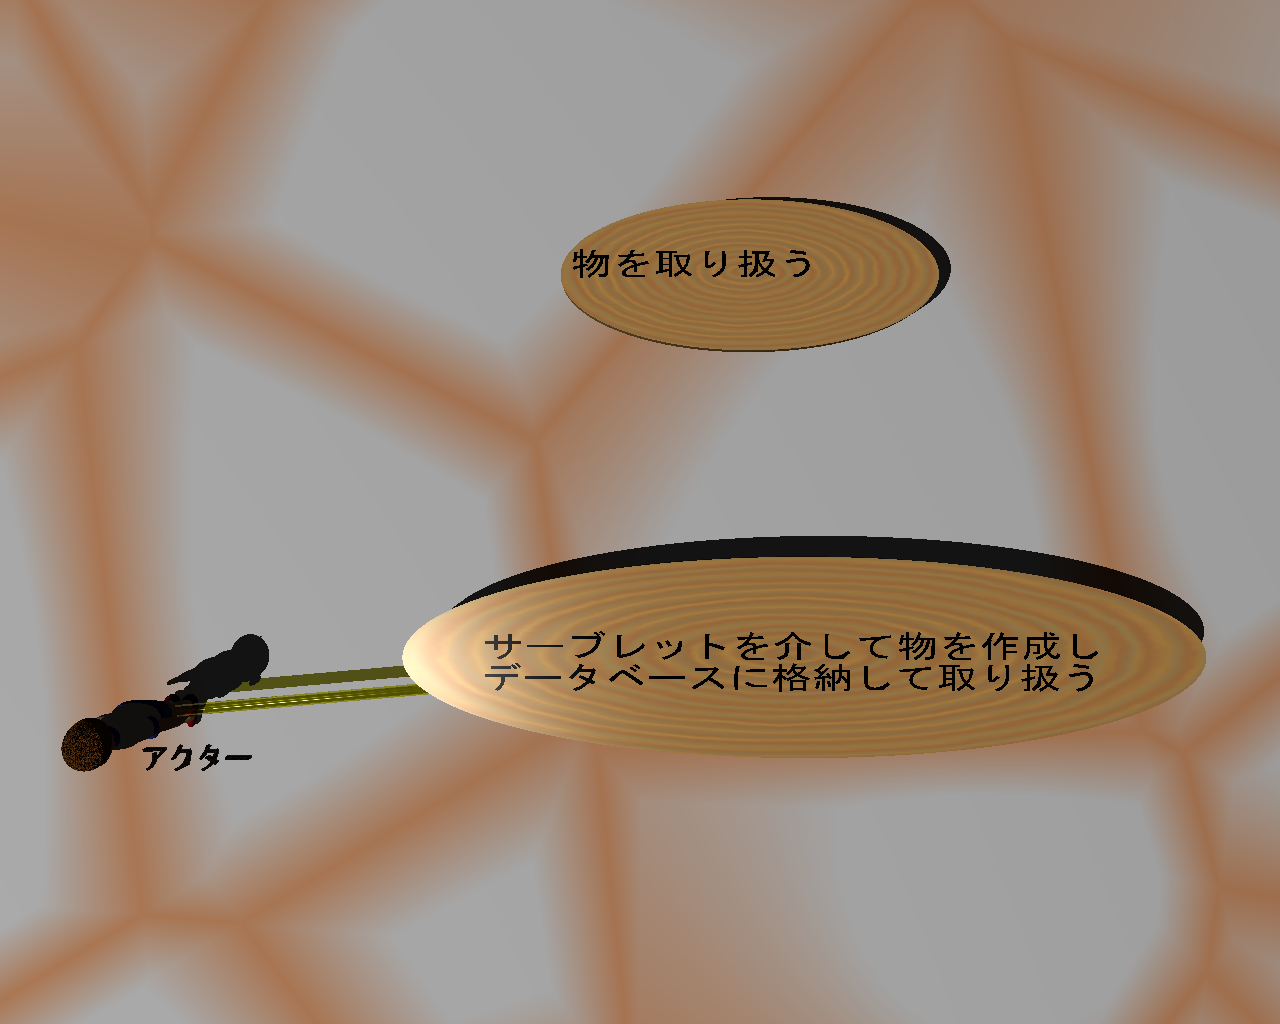 物を取り扱う
サーブレットを介して物を作成し
データベースに格納して取り扱う
アクター